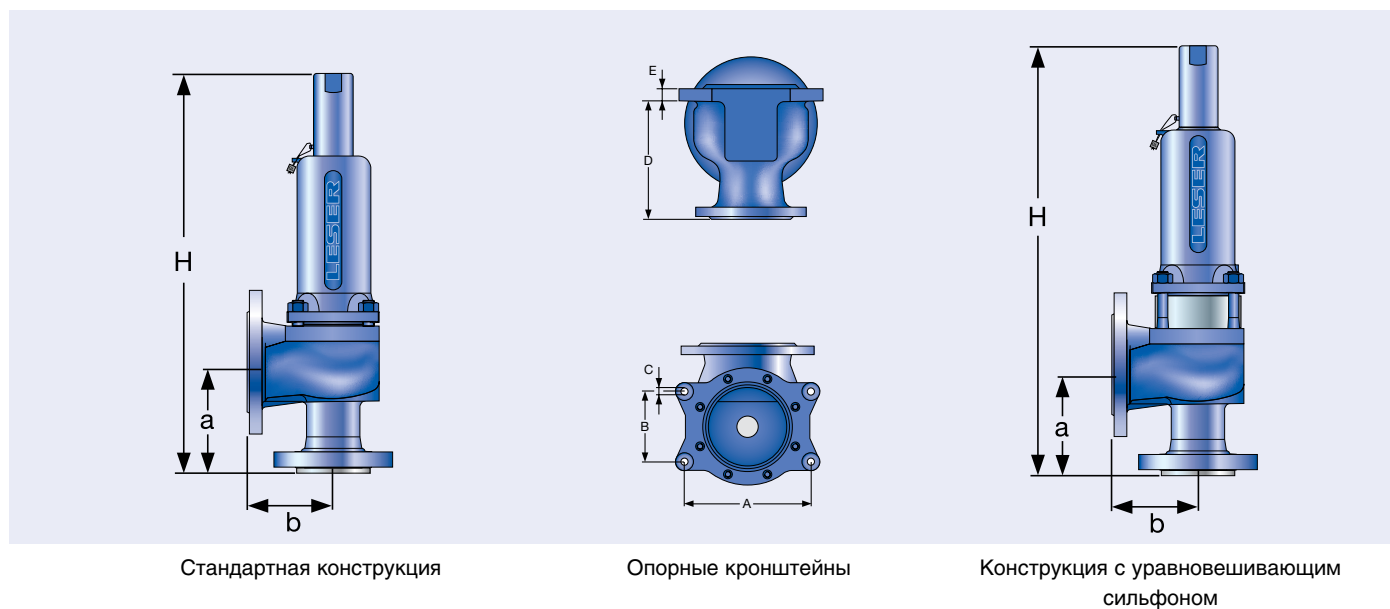 H
LESER
a
b
E
D
C
B
A
H
LESER
a
b
Стандартная конструкция
Опорные кронштейны
Конструкция с уравновешивающим
сильфоном